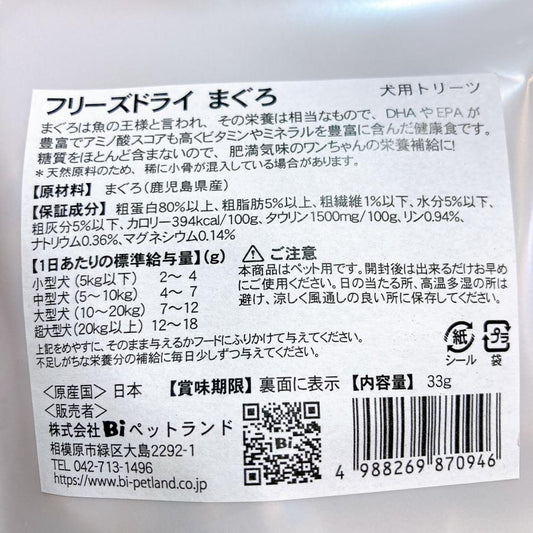 フリーズドライ まぐろ
犬用トリーツ
まぐろは魚の王様と言われ、その栄養は相当なもので、DHAやEPAが
豊富でアミノ酸スコアも高くビタミンやミネラルを豊富に含んだ健康食です。
糖質をほとんど含まないので、肥満気味のワンちゃんの栄養補給に!
*天然原料のため、稀に小骨が混入している場合があります。
【原材料】 まぐろ(鹿児島県産)
【保証成分】 粗蛋白80%以上、粗脂肪5%以上、粗繊維1%以下、水分5%以下、
粗灰分5%以下、カロリー394kcal/100g、タウリン1500mg/100g、リン0.94%、
ナトリウム0.36%、マグネシウム0.14%
【1日あたりの標準給与量】(g)
小型犬 (5kg以下) 2〜 4
中型犬 (5〜10kg) 4〜 7
大型犬 (10〜20kg) 7〜12
超大型犬(20kg以上) 12〜18
ご注意
本商品はペット用です。開封後は出来るだけお早め
にご使用ください。日の当たる所、高温多湿の所は
避け、涼しく風通しの良い所に保存してください。
上記をめやすに、そのまま与えるかフードにふりかけて与えてください。
不足しがちな栄養分の補給に毎日少しずつ与えてください。
紙
シール
プラ
袋
〈原産国〉日本 【賞味期限】裏面に表示 【内容量】 33g
〈販売者〉
株式会社Biペットランド
相模原市緑区大島2292-1
TEL 042-713-1496
https://www.bi-petland.co.jp
Bi
4 988269 870946